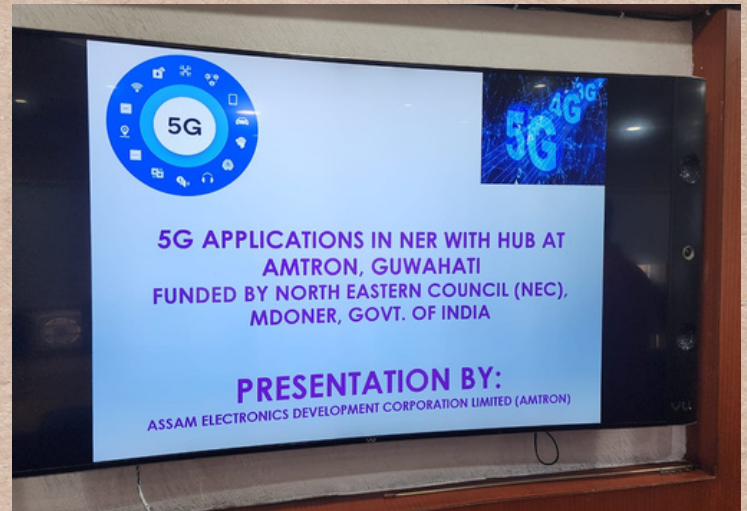 5G
5G
4G
3G
5G APPLICATIONS IN NER WITH HUB AT
AMTRON, GUWAHATI
FUNDED BY NORTH EASTERN COUNCIL (NEC),
MDONER, GOVT. OF INDIA
PRESENTATION BY:
ASSAM ELECTRONICS DEVELOPMENT CORPORATION LIMITED (AMTRON)
VU